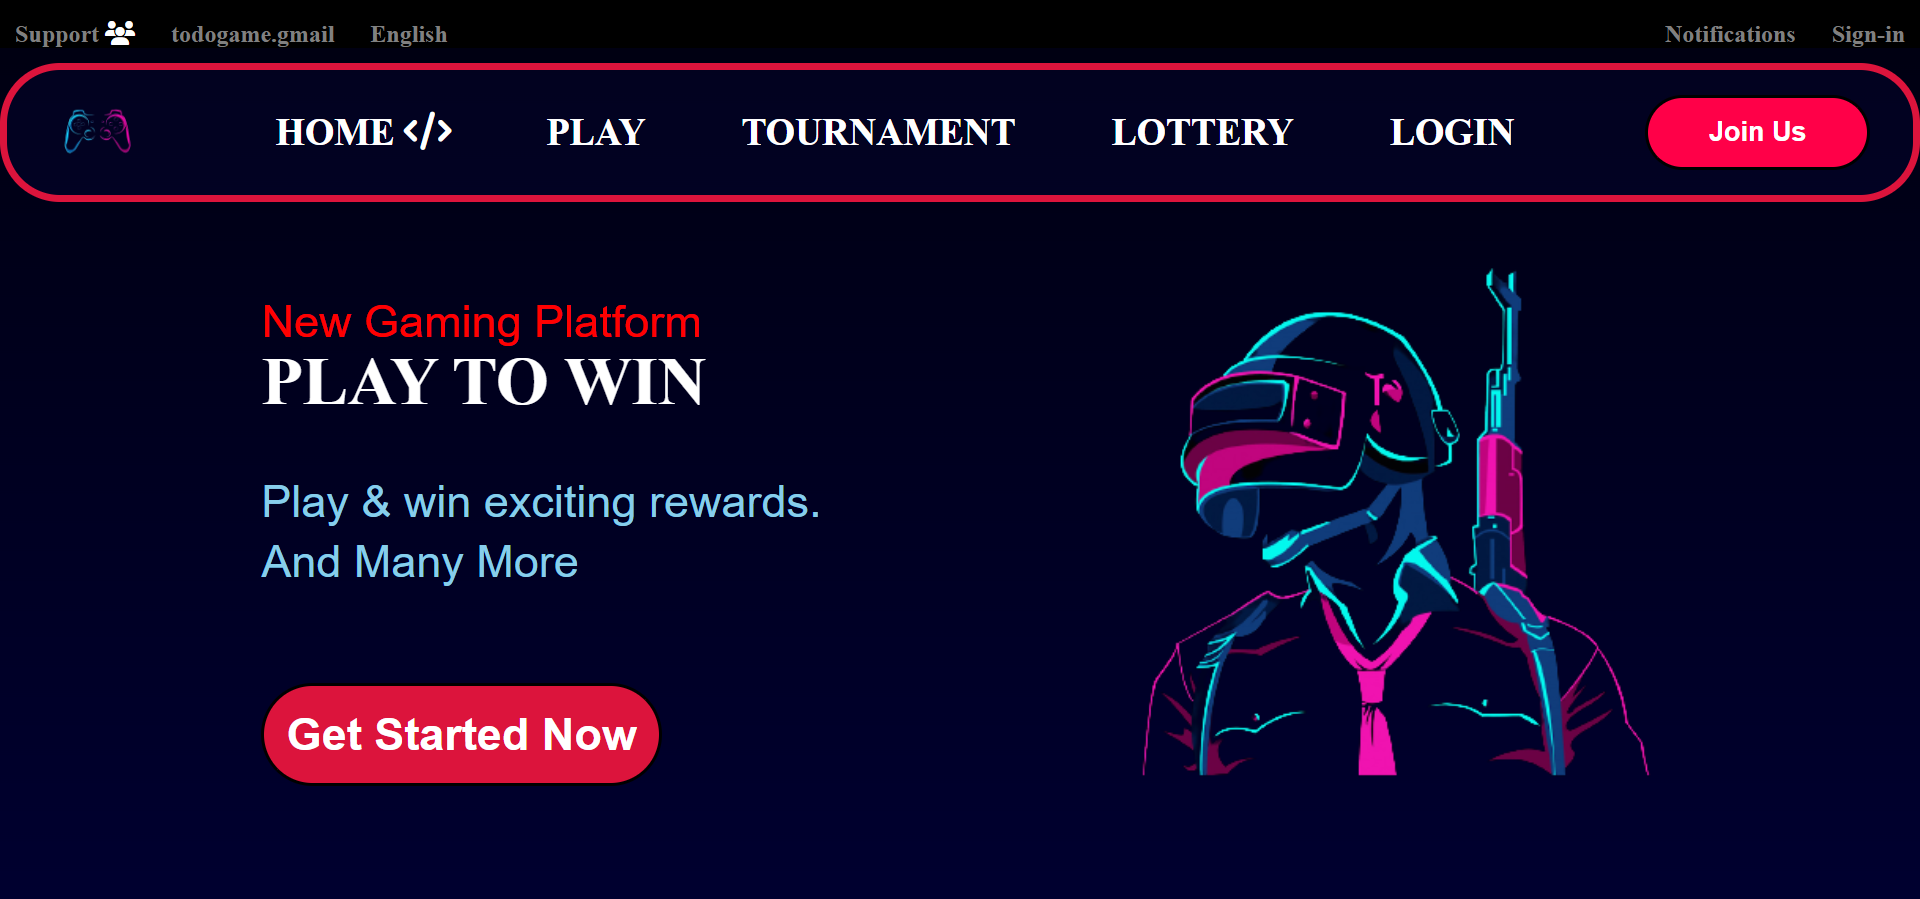 Support todogame.gmail English Notifications Sign-in
HOME </> PLAY TOURNAMENT LOTTERY LOGIN Join Us
New Gaming Platform
PLAY TO WIN
Play & win exciting rewards.
And Many More
Get Started Now